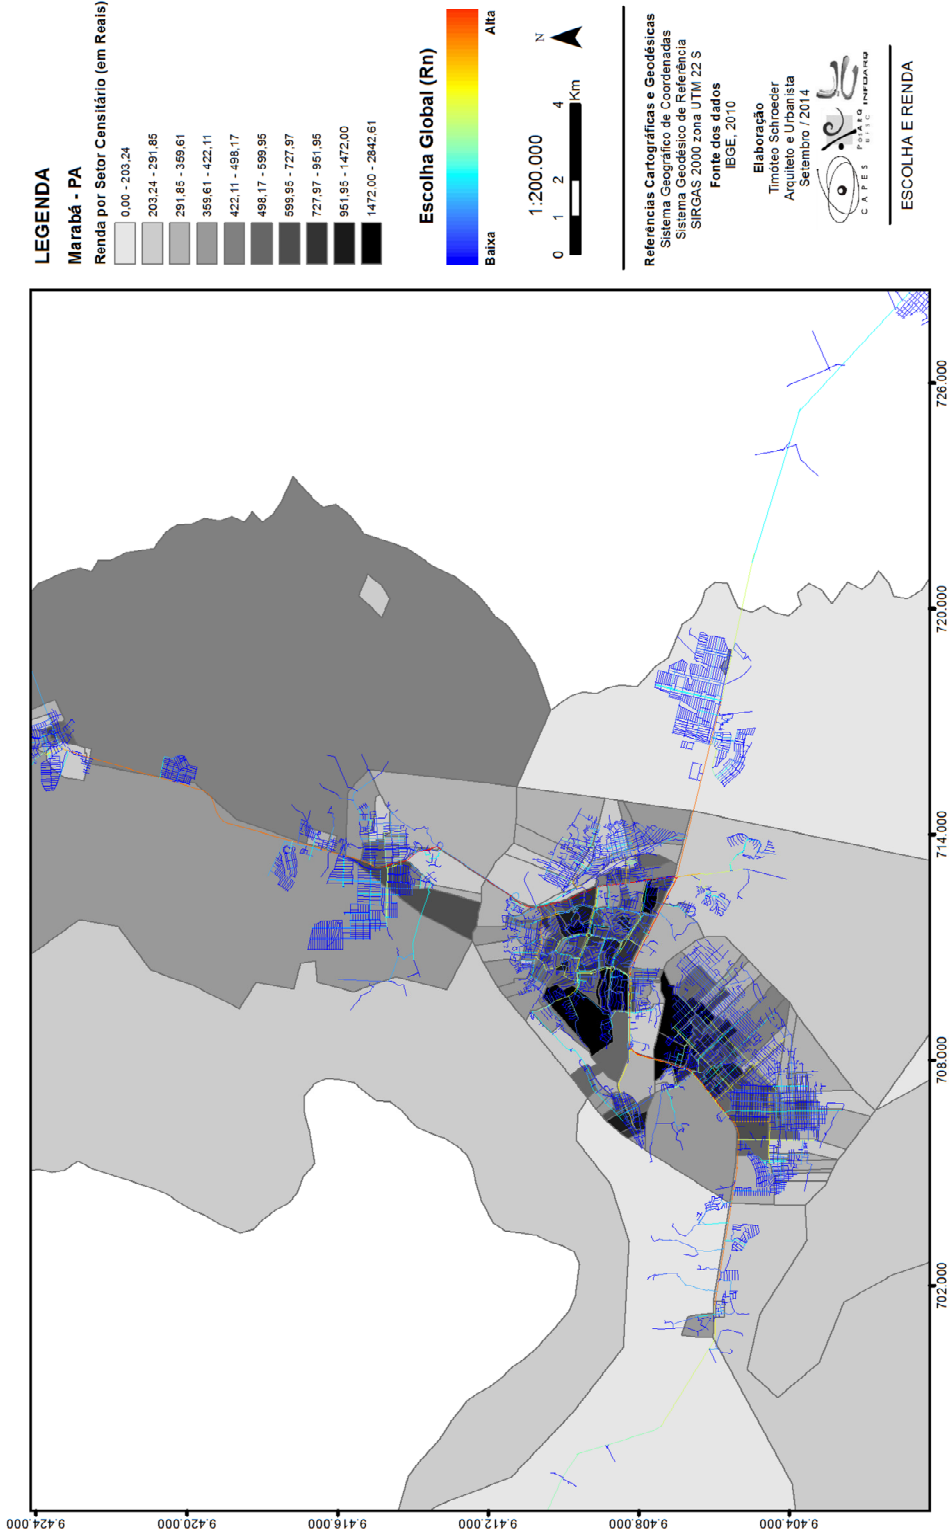 LEGENDA
Marabá - PA
Renda por Setor Censitário (em Reais)
0,00 - 203,24
203,24 - 291,85
291,85 - 359,61
359,61 - 422,11
422,11 - 498,17
498,17 - 599,95
599,95 - 727,97
727,97 - 951,95
951,95 - 1472,00
1472,00 - 2842,61
Escolha Global (Rn)
Baixa
Alta
1:200.000
N
0 1 2 4 Km
Referências Cartográficas e Geodésicas
Sistema Geográfico de Coordenadas
Sistema Geodésico de Referência
SIRGAS 2000 zona UTM 22 S
Fonte dos dados
IBGE, 2010
Elaboração
Timóteo Schroeder
Arquiteto e Urbanista
Setembro / 2014
CAPES
PósARQ
INFOARQ
ESCOLHA E RENDA
9.424.000
9.420.000
9.416.000
9.412.000
9.408.000
9.404.000
702.000
708.000
714.000
720.000
726.000